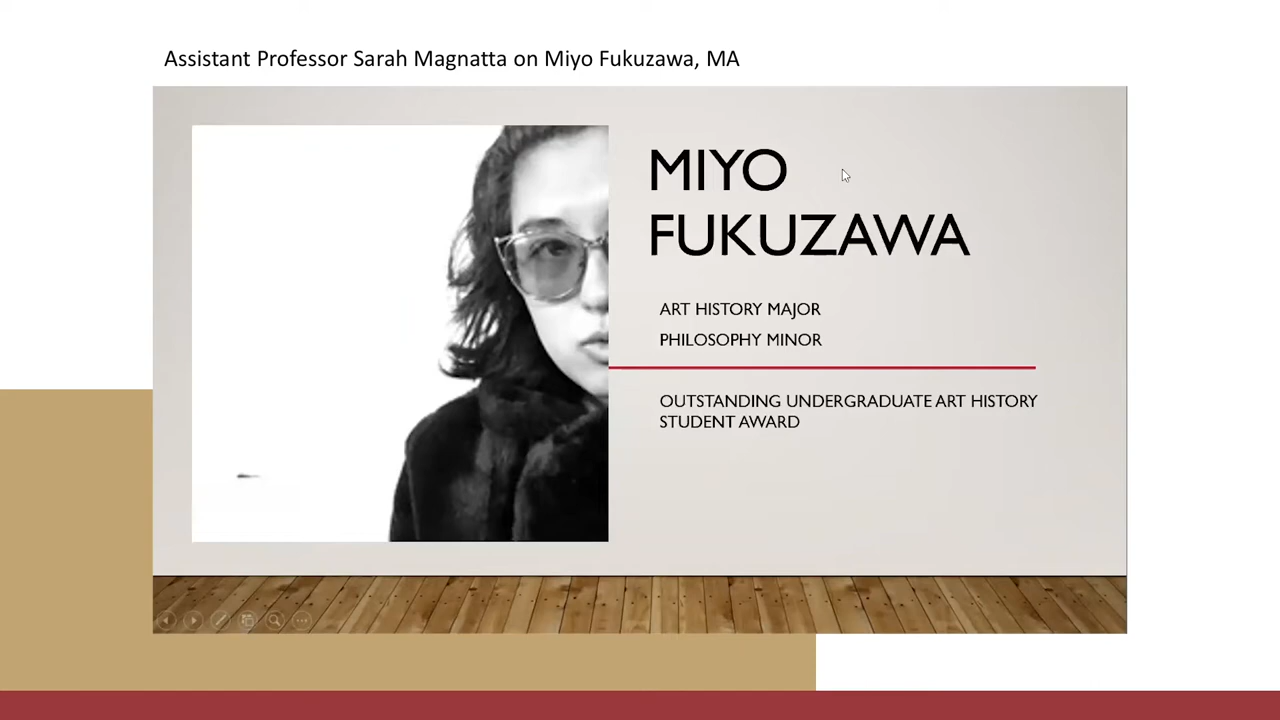 Assistant Professor Sarah Magnatta on Miyo Fukuzawa, MA
MIYO
FUKUZAWA
ART HISTORY MAJOR
PHILOSOPHY MINOR
OUTSTANDING UNDERGRADUATE ART HISTORY
STUDENT AWARD